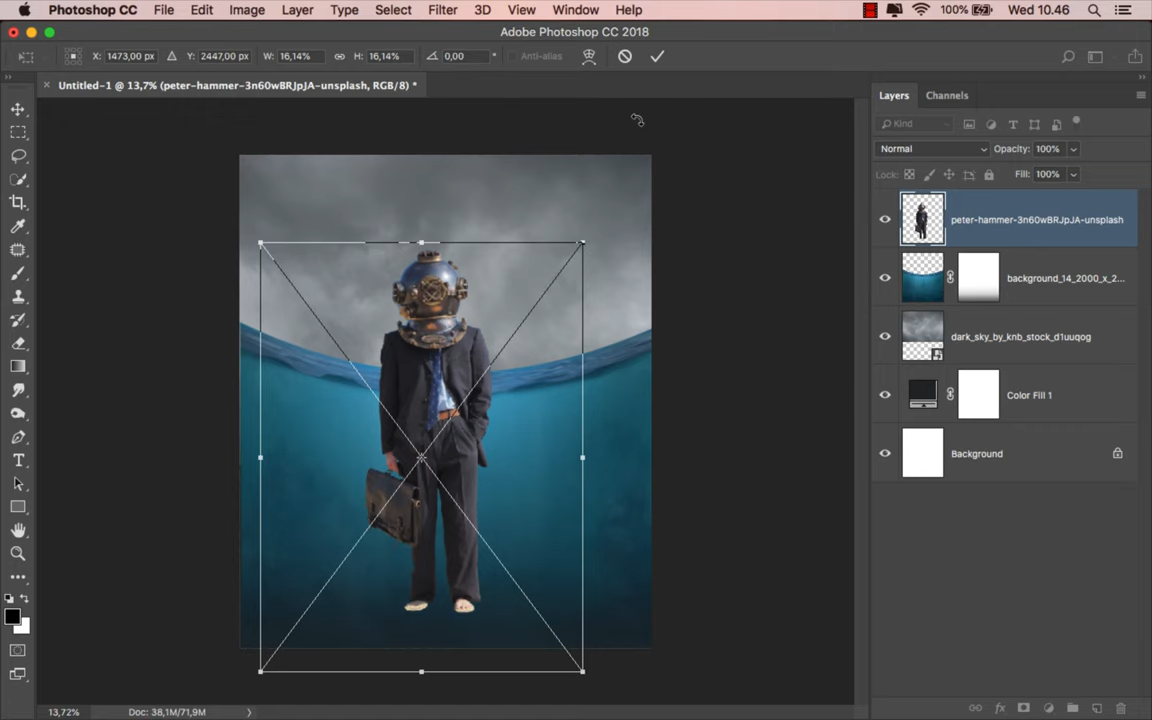 Photoshop CC File Edit Image Layer Type Select Filter 3D View Window Help 100% Wed 10.46
Adobe Photoshop CC 2018
X: 1473,00 px Y: 2447,00 px W: 16,14% H: 16,14% 0,00 ° Anti-alias
Untitled-1 @ 13,7% (peter-hammer-3n60wBRJpJA-unsplash, RGB/8) *
Layers Channels
Kind
Normal Opacity: 100%
Lock: Fill: 100%
peter-hammer-3n60wBRJpJA-unsplash
background_14_2000_x_2...
dark_sky_by_knb_stock_d1uuqog
Color Fill 1
Background
13,72% Doc: 38,1M/71,9M